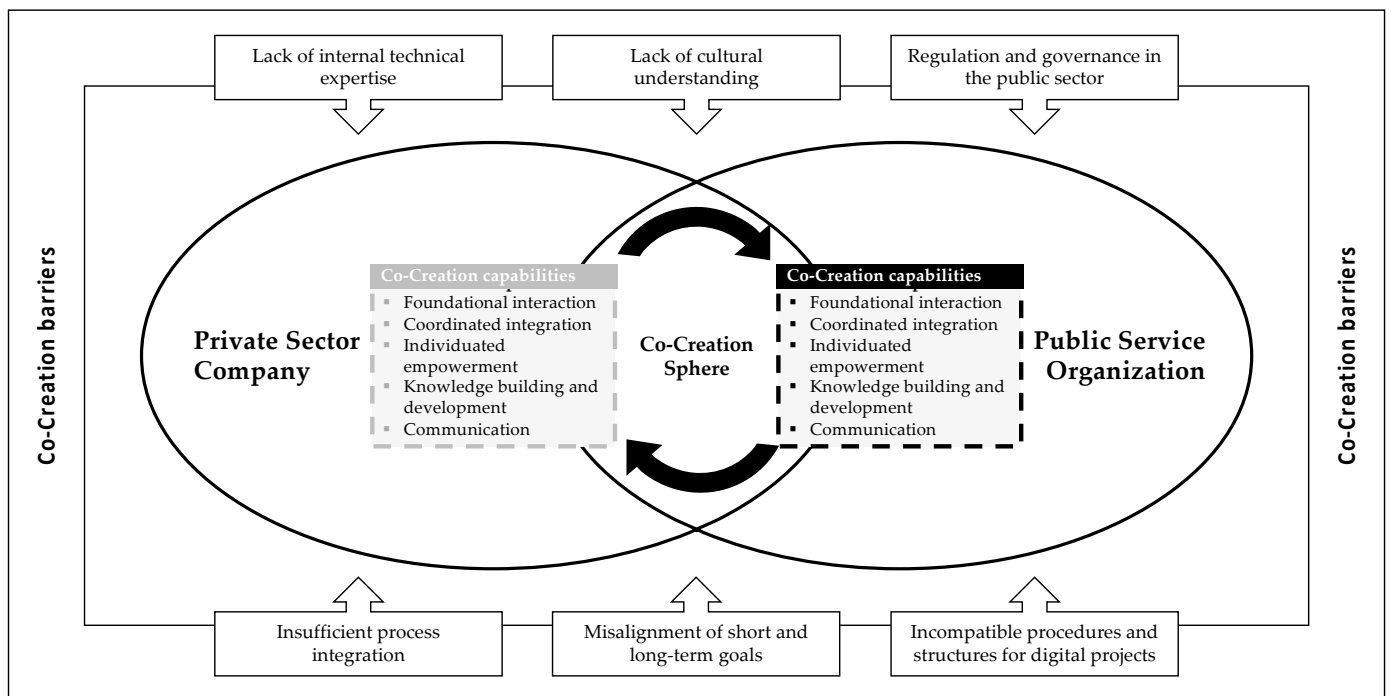 Lack of internal technical
expertise
Lack of cultural
understanding
Regulation and governance in
the public sector
Co-Creation barriers
Private Sector
Company
Co-Creation capabilities
▪ Foundational interaction
▪ Coordinated integration
▪ Individuated
empowerment
▪ Knowledge building and
development
▪ Communication
Co-Creation
Sphere
Co-Creation capabilities
▪ Foundational interaction
▪ Coordinated integration
▪ Individuated
empowerment
▪ Knowledge building and
development
▪ Communication
Public Service
Organization
Co-Creation barriers
Insufficient process
integration
Misalignment of short and
long-term goals
Incompatible procedures and
structures for digital projects